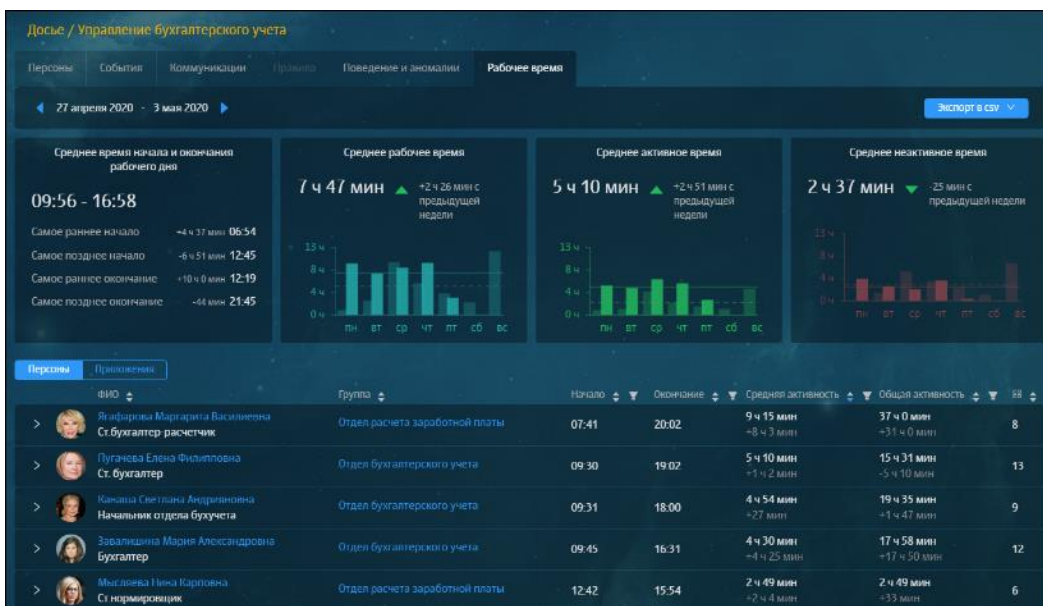 Досье / Управление бухгалтерского учета
Персоны События Коммуникации Правила Поведение и аномалии Рабочее время
27 апреля 2020 - 3 мая 2020 Экспорт в csv
Среднее время начала и окончания рабочего дня
09:56 - 16:58
Самое раннее начало +4 ч 37 мин 06:54
Самое позднее начало -6 ч 51 мин 12:45
Самое раннее окончание +10 ч 0 мин 12:19
Самое позднее окончание -44 мин 21:45
Среднее рабочее время
7 ч 47 мин +2 ч 26 мин с предыдущей недели
13 ч
8 ч
4 ч
0 ч
пн вт ср чт пт сб вс
Среднее активное время
5 ч 10 мин +2 ч 51 мин с предыдущей недели
13 ч
8 ч
4 ч
0 ч
пн вт ср чт пт сб вс
Среднее неактивное время
2 ч 37 мин -25 мин с предыдущей недели
13 ч
8 ч
4 ч
0 ч
пн вт ср чт пт сб вс
Персоны Приложения
ФИО Группа Начало Окончание Средняя активность Общая активность
Ягафарова Маргарита Василиевна Отдел расчета заработной платы 07:41 20:02 9 ч 15 мин 37 ч 0 мин 8
Ст.бухгалтер-расчетчик +8 ч 3 мин +31 ч 0 мин
Пугачева Елена Филипповна Отдел бухгалтерского учета 09:30 19:02 5 ч 10 мин 15 ч 31 мин 13
Ст. бухгалтер +1 ч 2 мин -5 ч 10 мин
Канаша Светлана Андрияновна Отдел бухгалтерского учета 09:31 18:00 4 ч 54 мин 19 ч 35 мин 9
Начальник отдела бухучета +27 мин +1 ч 47 мин
Завалишина Мария Александровна Отдел бухгалтерского учета 09:45 16:31 4 ч 30 мин 17 ч 58 мин 12
Бухгалтер +4 ч 25 мин +17 ч 50 мин
Мысляева Нина Карповна Отдел расчета заработной платы 12:42 15:54 2 ч 49 мин 2 ч 49 мин 6
Ст.нормировщик +2 ч 4 мин +33 мин